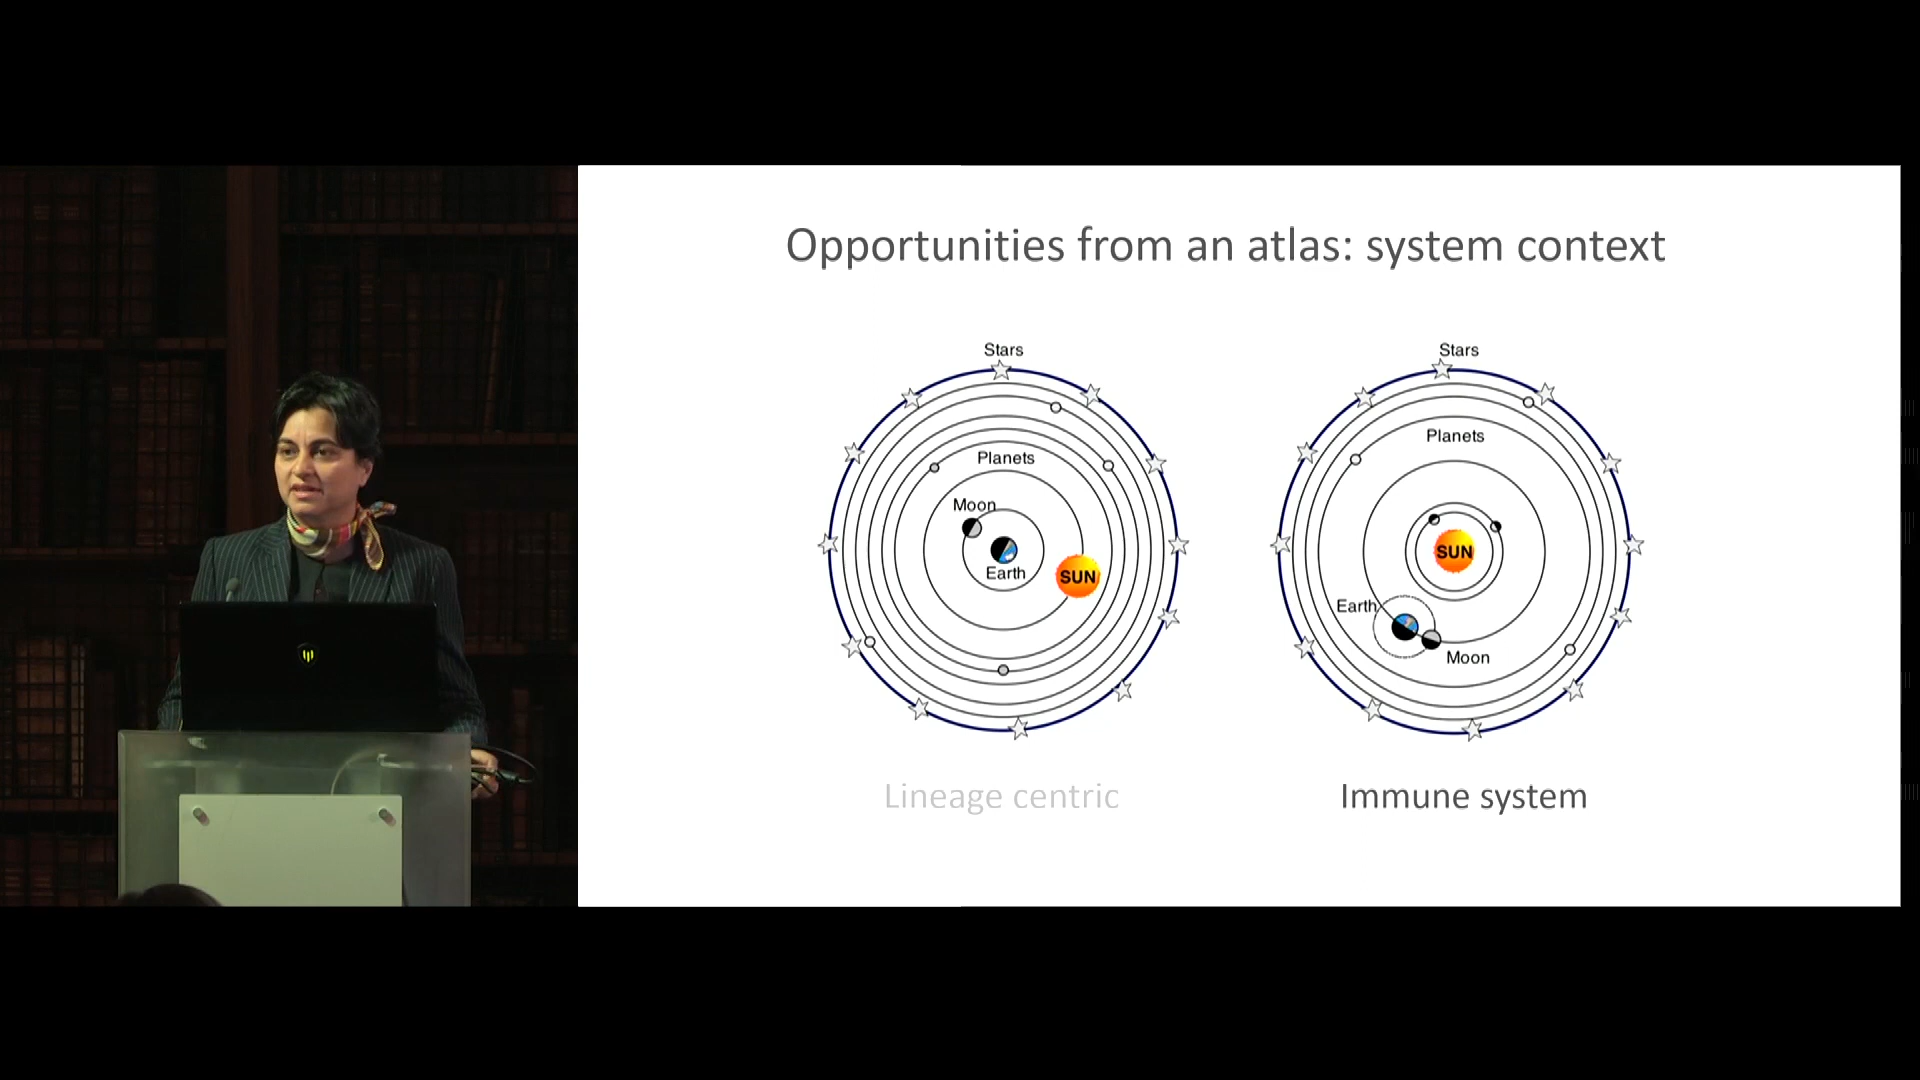 Opportunities from an atlas: system context
Stars
Planets
Moon
Earth
SUN
Lineage centric
Stars
Planets
SUN
Earth
Moon
Immune system